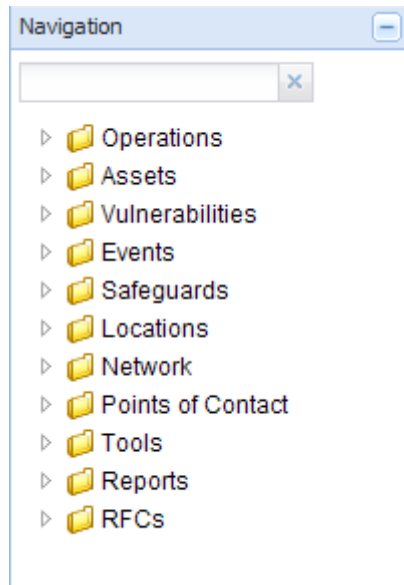 Navigation
Operations
Assets
Vulnerabilities
Events
Safeguards
Locations
Network
Points of Contact
Tools
Reports
RFCs